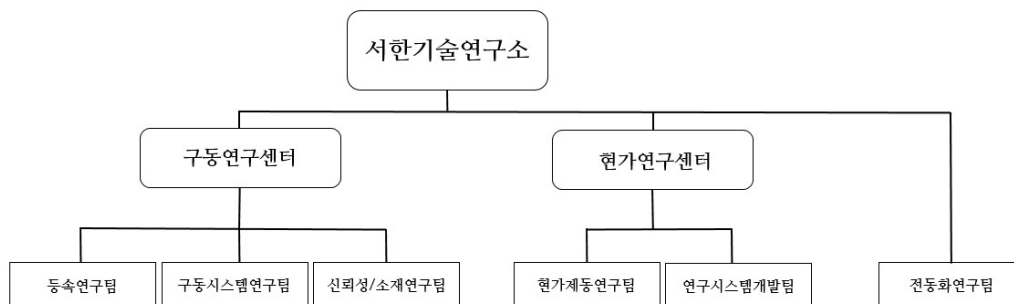 서한기술연구소
구동연구센터
현가연구센터
등속연구팀
구동시스템연구팀
신뢰성/소재연구팀
현가제동연구팀
연구시스템개발팀
전동화연구팀